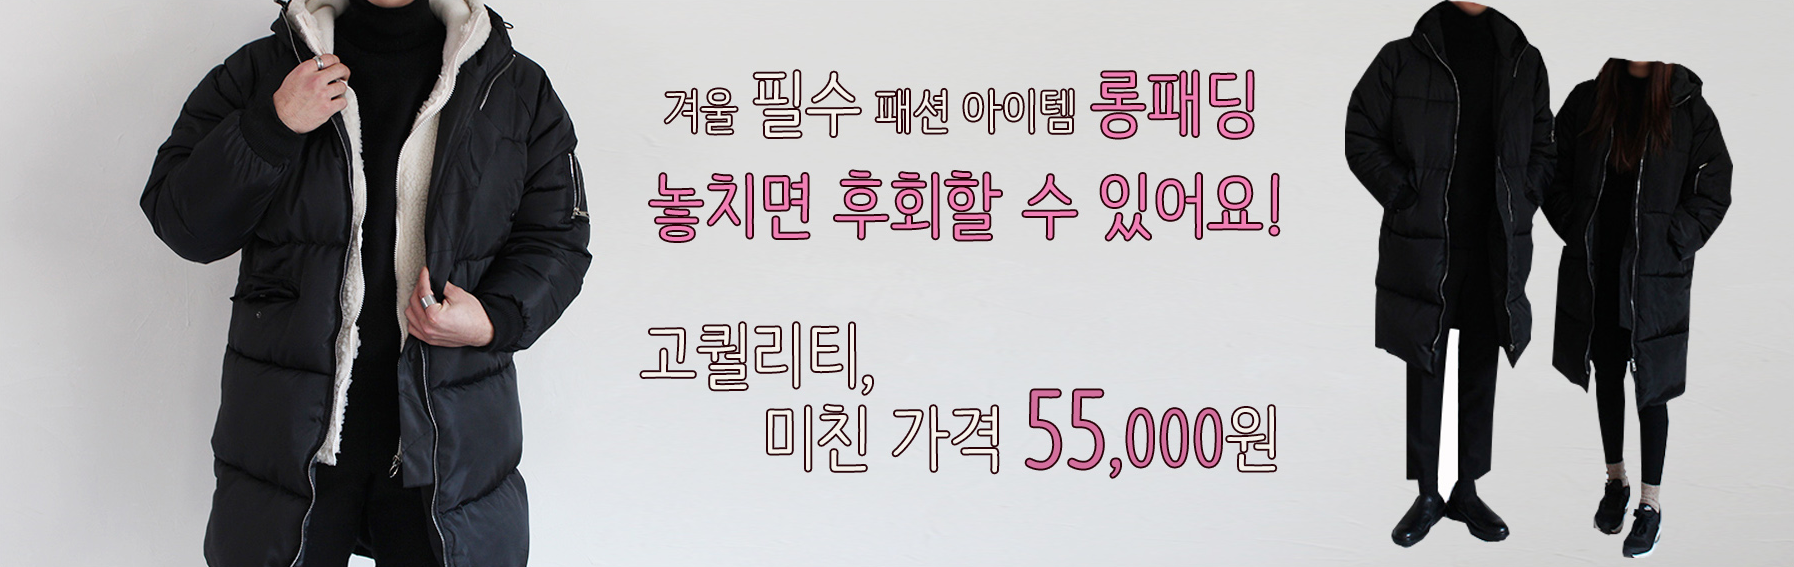 겨울 필수 패션 아이템 롱패딩
놓치면 후회할 수 있어요!
고퀄리티,
미친 가격 55,000원